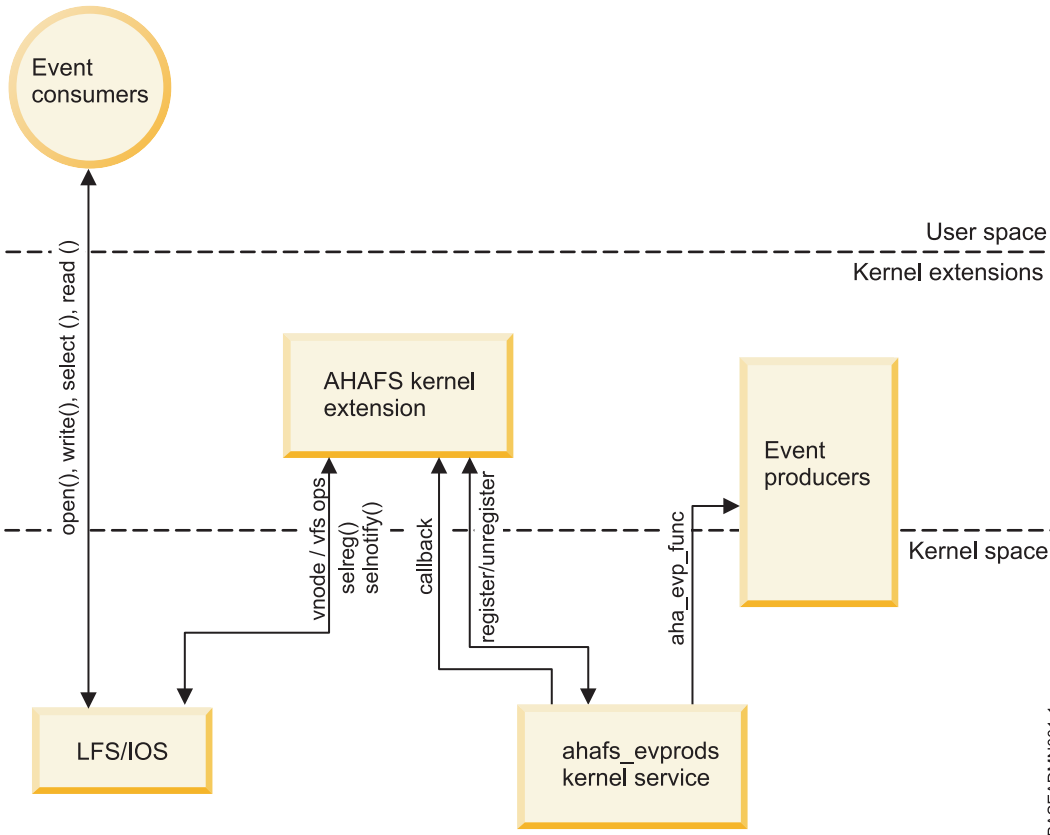 Event
consumers
open(), write(), select (), read ()
User space
Kernel extensions
AHAFS kernel
extension
Event
producers
vnode / vfs ops
selreg()
selnotify()
callback
register/unregister
aha_evp_func
Kernel space
LFS/IOS
ahafs_evprods
kernel service